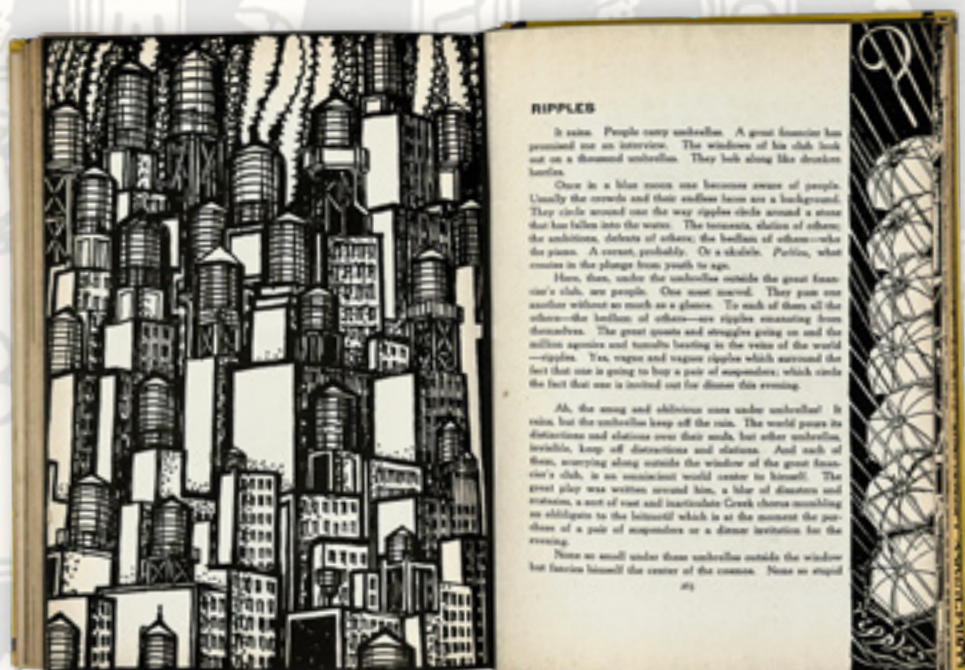 RIPPLES
It rains. People carry umbrellas. A great financier has
promised me an interview. The windows of his club look
out on a thousand umbrellas. They bob along like drunken
beetles.
Once in a blue moon one becomes aware of people.
Usually the crowds and their endless faces are a background.
They circle around one the way ripples circle around a stone
that has fallen into the water. The torments, elation of others;
the ambitions, defeats of others; the bedlam of others—who
the piano. A cornet, probably. Or a ukulele. what
comes in the plunge from youth to age.
Here, then, under the umbrellas outside the great finan-
cier's club, are people. One must marvel. They pass one
another without so much as a glance. To each of them all the
others—the bedlam of others—are ripples emanating from
themselves. The great quests and struggles going on and the
million agonies and tumults beating in the veins of the world
—ripples. Yes, vague and vaguer ripples which surround the
fact that one is going to buy a pair of suspenders; which circle
the fact that one is invited out for dinner this evening.
Ah, the smug and oblivious ones under umbrellas! It
rains, but the umbrellas keep off the rain. The world pours its
distinctions and elations over their souls, but other umbrellas,
invisible, keep off distractions and elations. And each of
them, scurrying along outside the window of the great finan-
cier's club, is an omniscient world center to himself. The
great play was written around him, a blur of disasters and
ecstasies, a sort of vast and inarticulate Greek chorus mumbling
an obbligato to the leitmotif which is at the moment the pur-
chase of a pair of suspenders or a dinner invitation for the
evening.
None so small under these umbrellas outside the window
but fancies himself the center of the cosmos. None so stupid